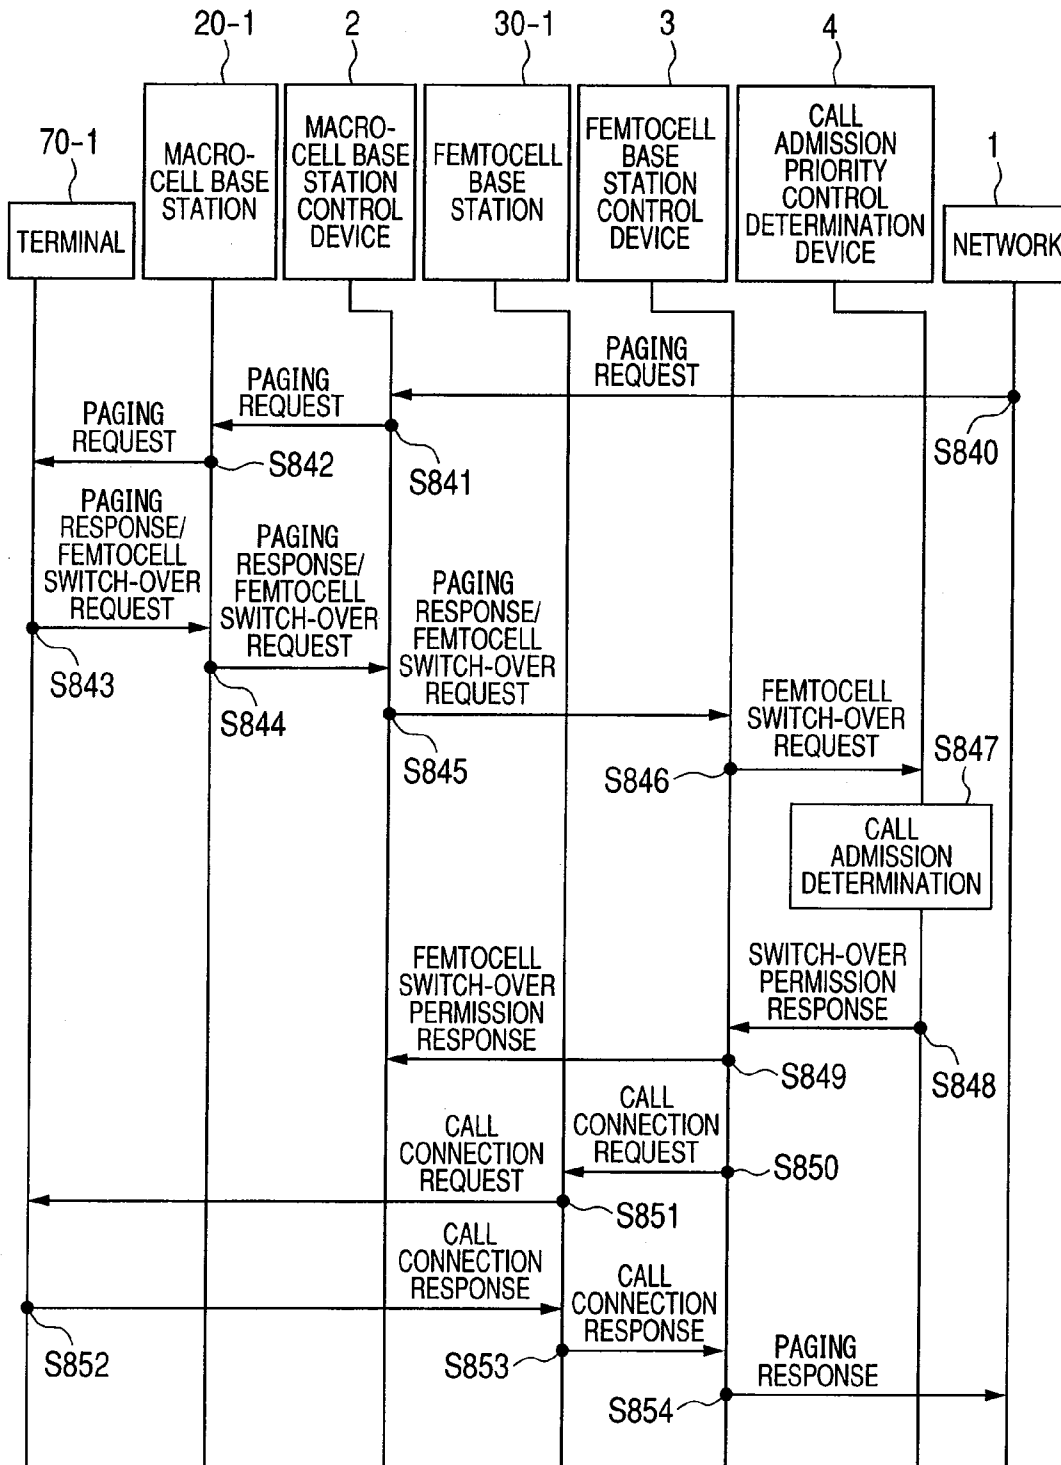 20-1
2
30-1
3
4
70-1
1
TERMINAL
MACRO-
CELL BASE
STATION
MACRO-
CELL BASE
STATION
CONTROL
DEVICE
FEMTOCELL
BASE
STATION
FEMTOCELL
BASE
STATION
CONTROL
DEVICE
CALL
ADMISSION
PRIORITY
CONTROL
DETERMINATION
DEVICE
NETWORK
PAGING
REQUEST
S840
PAGING
REQUEST
S841
PAGING
REQUEST
S842
PAGING
RESPONSE/
FEMTOCELL
SWITCH-OVER
REQUEST
S843
PAGING
RESPONSE/
FEMTOCELL
SWITCH-OVER
REQUEST
S844
PAGING
RESPONSE/
FEMTOCELL
SWITCH-OVER
REQUEST
S845
FEMTOCELL
SWITCH-OVER
REQUEST
S846
S847
CALL
ADMISSION
DETERMINATION
SWITCH-OVER
PERMISSION
RESPONSE
S848
FEMTOCELL
SWITCH-OVER
PERMISSION
RESPONSE
S849
CALL
CONNECTION
REQUEST
S850
CALL
CONNECTION
REQUEST
S851
CALL
CONNECTION
RESPONSE
S852
CALL
CONNECTION
RESPONSE
S853
PAGING
RESPONSE
S854